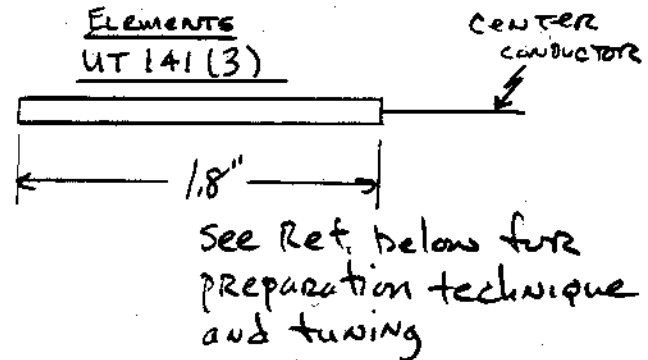 ELEMENTS
UT 141 (3)
CENTER
CONDUCTOR
1.8"
See Ref. below for
preparation technique
and tuning